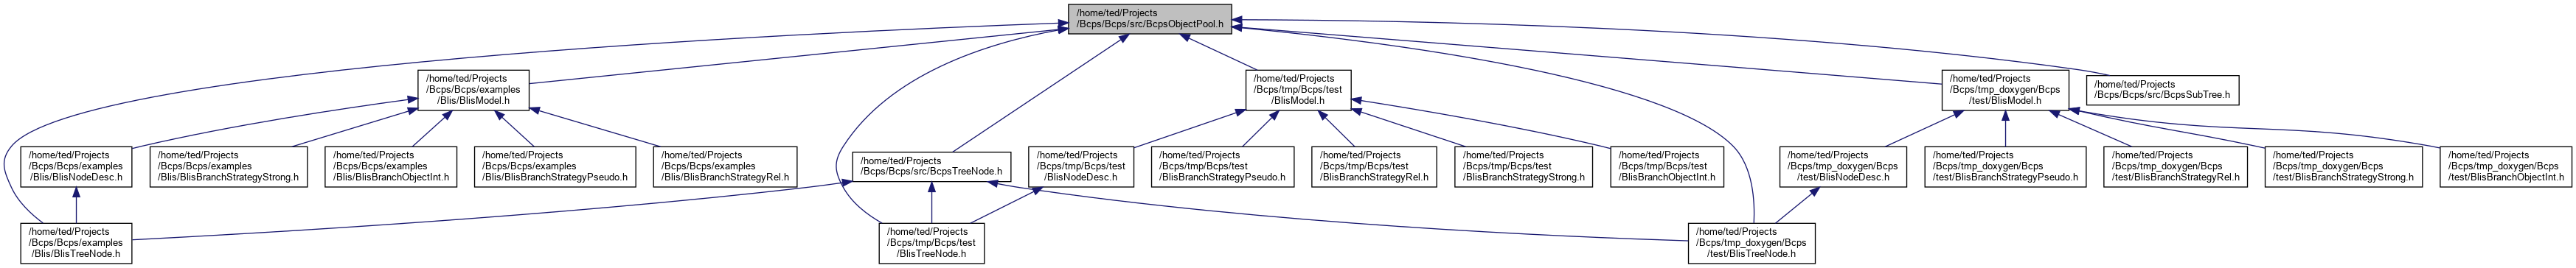 /home/ted/Projects
/Bcps/Bcps/src/BcpsObjectPool.h
/home/ted/Projects
/Bcps/Bcps/examples
/Blis/BlisModel.h
/home/ted/Projects
/Bcps/tmp/Bcps/test
/BlisModel.h
/home/ted/Projects
/Bcps/tmp_doxygen/Bcps
/test/BlisModel.h
/home/ted/Projects
/Bcps/Bcps/src/BcpsSubTree.h
/home/ted/Projects
/Bcps/Bcps/examples
/Blis/BlisNodeDesc.h
/home/ted/Projects
/Bcps/Bcps/examples
/Blis/BlisBranchStrategyStrong.h
/home/ted/Projects
/Bcps/Bcps/examples
/Blis/BlisBranchObjectInt.h
/home/ted/Projects
/Bcps/Bcps/examples
/Blis/BlisBranchStrategyPseudo.h
/home/ted/Projects
/Bcps/Bcps/examples
/Blis/BlisBranchStrategyRel.h
/home/ted/Projects
/Bcps/Bcps/src/BcpsTreeNode.h
/home/ted/Projects
/Bcps/tmp/Bcps/test
/BlisNodeDesc.h
/home/ted/Projects
/Bcps/tmp/Bcps/test
/BlisBranchStrategyPseudo.h
/home/ted/Projects
/Bcps/tmp/Bcps/test
/BlisBranchStrategyRel.h
/home/ted/Projects
/Bcps/tmp/Bcps/test
/BlisBranchStrategyStrong.h
/home/ted/Projects
/Bcps/tmp/Bcps/test
/BlisBranchObjectInt.h
/home/ted/Projects
/Bcps/tmp_doxygen/Bcps
/test/BlisNodeDesc.h
/home/ted/Projects
/Bcps/tmp_doxygen/Bcps
/test/BlisBranchStrategyPseudo.h
/home/ted/Projects
/Bcps/tmp_doxygen/Bcps
/test/BlisBranchStrategyRel.h
/home/ted/Projects
/Bcps/tmp_doxygen/Bcps
/test/BlisBranchStrategyStrong.h
/home/ted/Projects
/Bcps/tmp_doxygen/Bcps
/test/BlisBranchObjectInt.h
/home/ted/Projects
/Bcps/Bcps/examples
/Blis/BlisTreeNode.h
/home/ted/Projects
/Bcps/tmp/Bcps/test
/BlisTreeNode.h
/home/ted/Projects
/Bcps/tmp_doxygen/Bcps
/test/BlisTreeNode.h